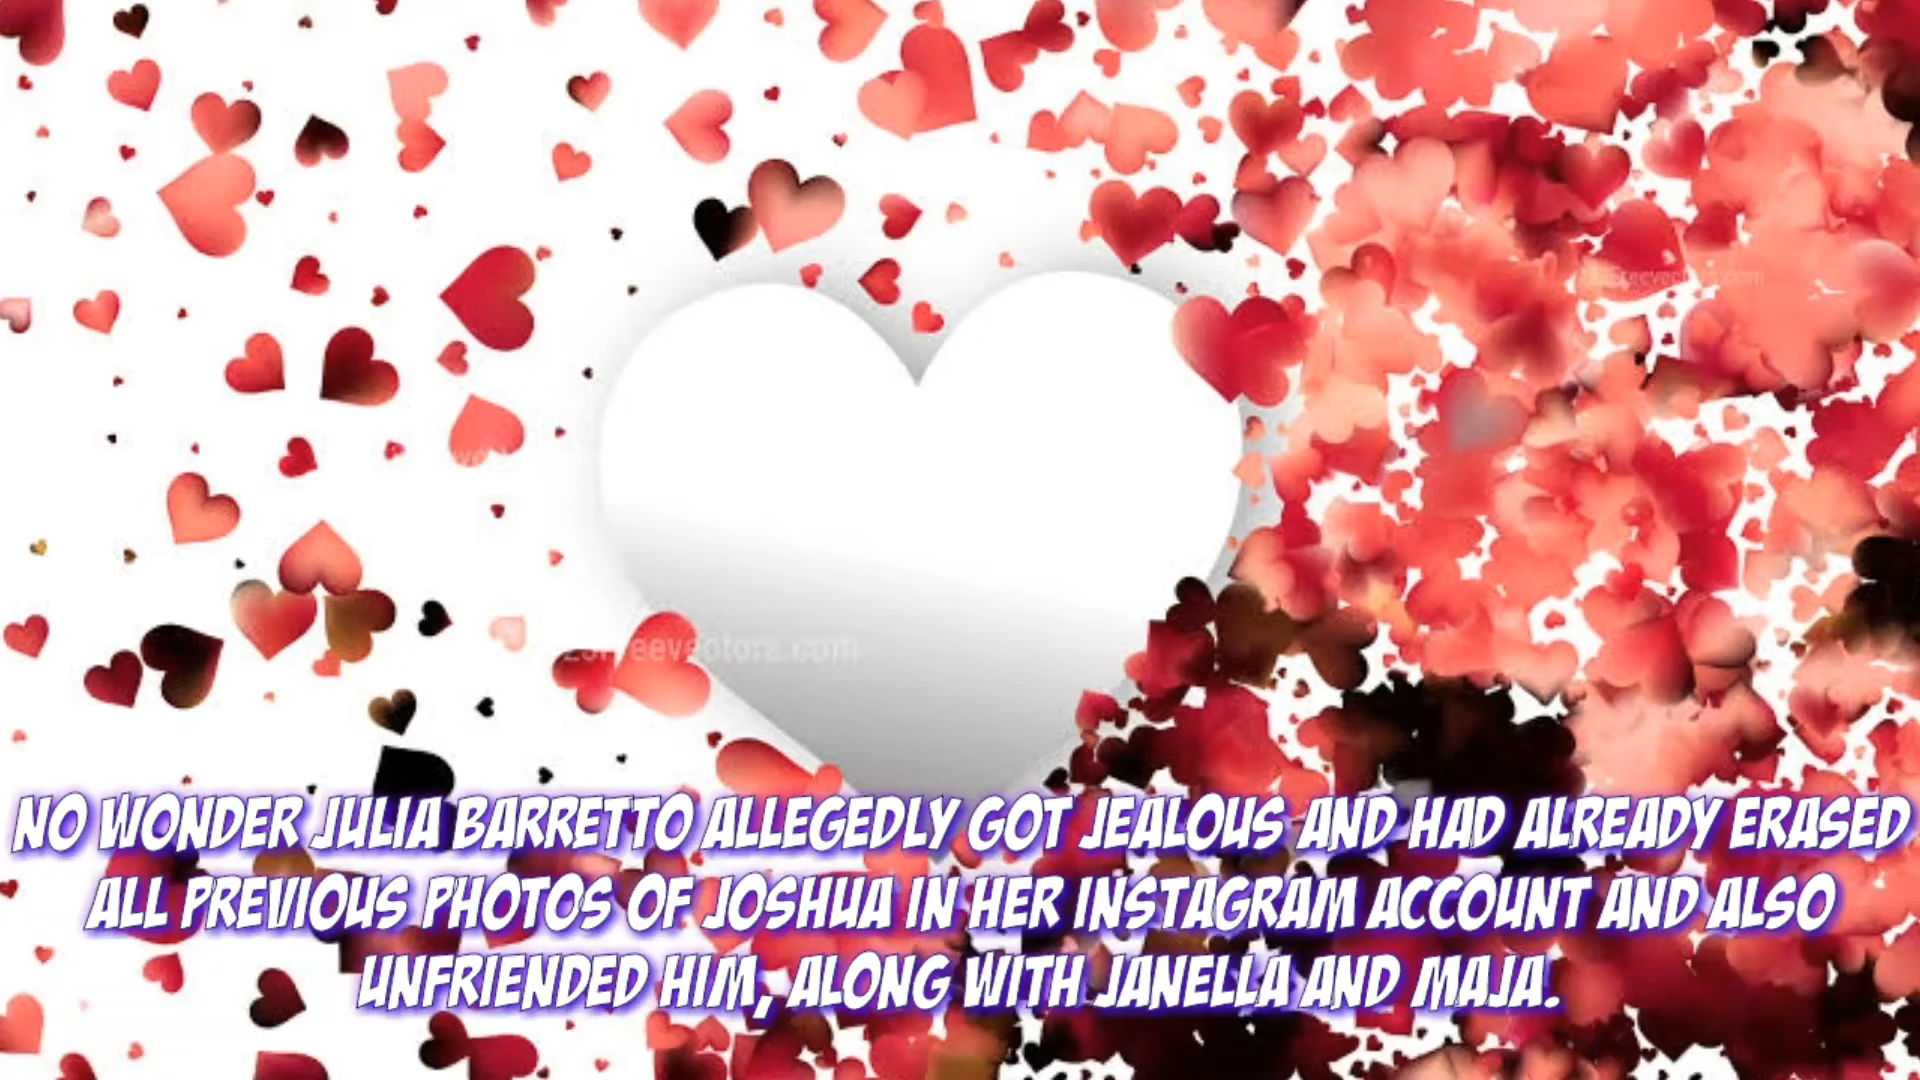 NO WONDER JULIA BARRETTO ALLEGEDLY GOT JEALOUS AND HAD ALREADY ERASED
ALL PREVIOUS PHOTOS OF JOSHUA IN HER INSTAGRAM ACCOUNT AND ALSO
UNFRIENDED HIM, ALONG WITH JANELLA AND MAJA.